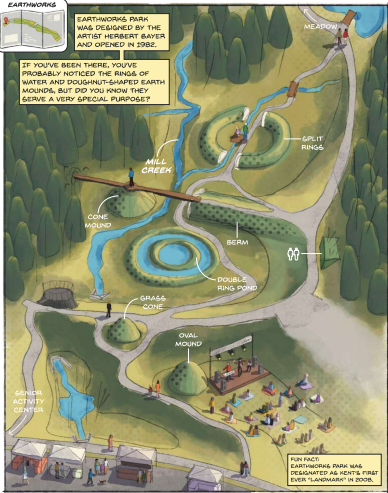 EARTHWORKS
EARTHWORKS PARK
WAS DESIGNED BY THE
ARTIST HERBERT BAYER
AND OPENED IN 1982.
IF YOU'VE BEEN THERE, YOU'VE
PROBABLY NOTICED THE RINGS OF
WATER AND DOUGHNUT-SHAPED EARTH
MOUNDS, BUT DID YOU KNOW THEY
SERVE A VERY SPECIAL PURPOSE?
MEADOW
SPLIT
RINGS
MILL
CREEK
CONE
MOUND
BERM
DOUBLE
RING POND
GRASS
CONE
OVAL
MOUND
SENIOR
ACTIVITY
CENTER
FUN FACT:
EARTHWORKS PARK WAS
DESIGNATED AS KENT'S FIRST
EVER "LANDMARK" IN 2008.